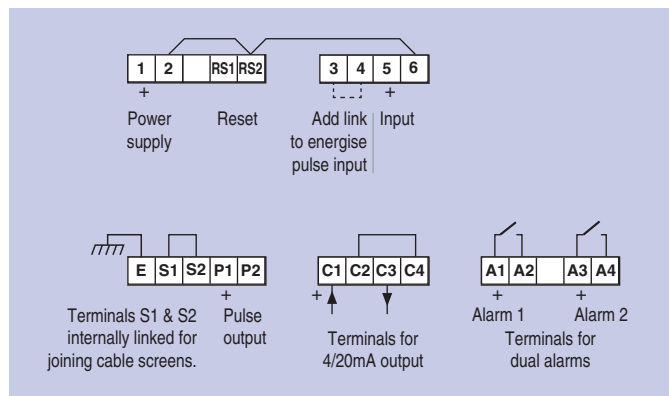 1 2 RS1 RS2 3 4 5 6
+ +
Power Reset Add link Input
supply to energise
pulse input
E S1 S2 P1 P2 C1 C2 C3 C4 A1 A2 A3 A4
+ + + +
Terminals S1 & S2 Pulse Terminals for Alarm 1 Alarm 2
internally linked for output 4/20mA output Terminals for
joining cable screens. dual alarms